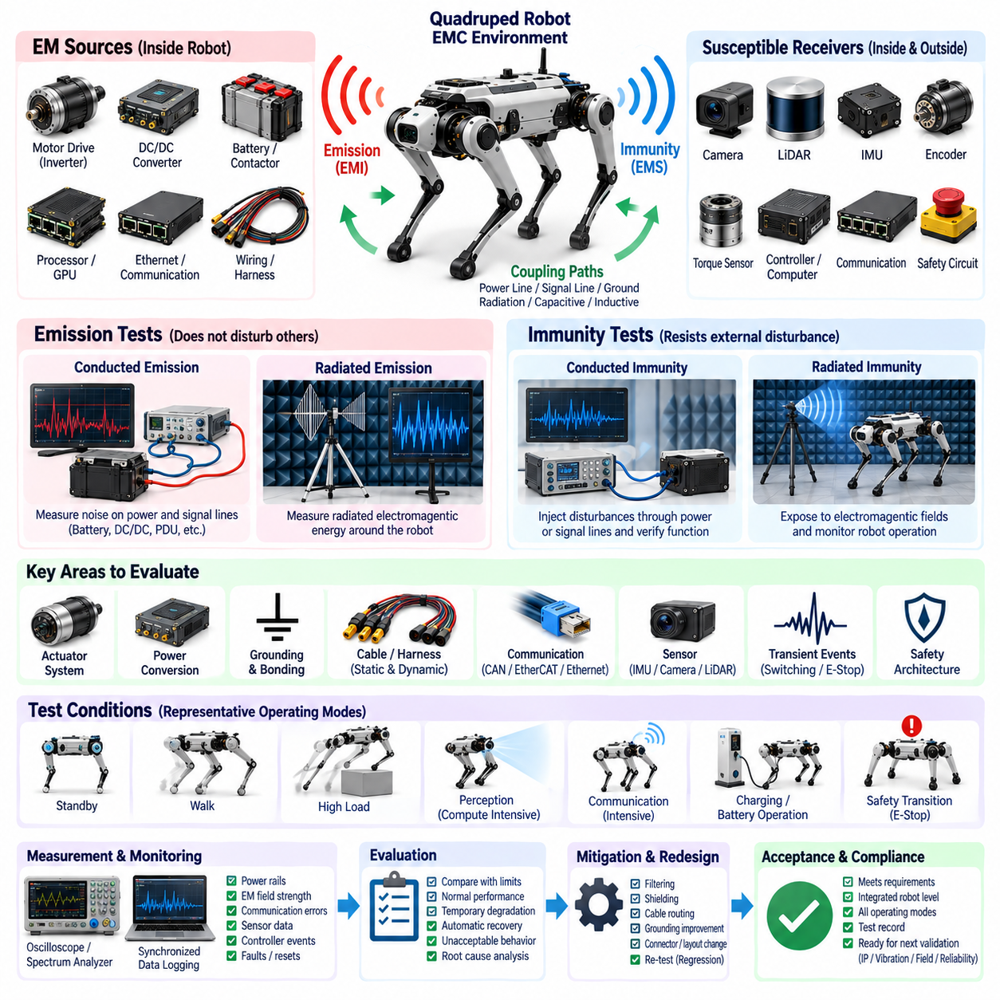 Quadruped Robot
EMC Environment
EM Sources (Inside Robot)
Motor Drive
(Inverter)
DC/DC
Converter
Battery /
Contactor
Processor /
GPU
Ethernet /
Communication
Wiring /
Harness
Emission
(EMI)
Immunity
(EMS)
Coupling Paths
Power Line / Signal Line / Ground
Radiation / Capacitive / Inductive
Susceptible Receivers (Inside & Outside)
Camera
LiDAR
IMU
Encoder
Torque Sensor
Controller /
Computer
Communication
Safety Circuit
Emission Tests (Does not disturb others)
Conducted Emission
Measure noise on power and signal lines
(Battery, DC/DC, PDU, etc.)
Radiated Emission
Measure radiated electromagnetic
energy around the robot
Immunity Tests (Resists external disturbance)
Conducted Immunity
Inject disturbances through power
or signal lines and verify function
Radiated Immunity
Expose to electromagnetic fields
and monitor robot operation
Key Areas to Evaluate
Actuator
System
Power
Conversion
Grounding
& Bonding
Cable / Harness
(Static & Dynamic)
Communication
(CAN / EtherCAT / Ethernet)
Sensor
(IMU / Camera / LiDAR)
Transient Events
(Switching / E-Stop)
Safety
Architecture
Test Conditions (Representative Operating Modes)
Standby
Walk
High Load
Perception
(Compute Intensive)
Communication
(Intensive)
Charging /
Battery Operation
!
Safety Transition
(E-Stop)
Measurement & Monitoring
Oscilloscope /
Spectrum Analyzer
Synchronized
Data Logging
Power rails
EM field strength
Communication errors
Sensor data
Controller events
Faults / resets
Evaluation
Compare with limits
Normal performance
Temporary degradation
Automatic recovery
Unacceptable behavior
Root cause analysis
Mitigation & Redesign
Filtering
Shielding
Cable routing
Grounding improvement
Connector / layout change
Re-test (Regression)
Acceptance & Compliance
Meets requirements
Integrated robot level
All operating modes
Test record
Ready for next validation
(IP / Vibration / Field / Reliability)